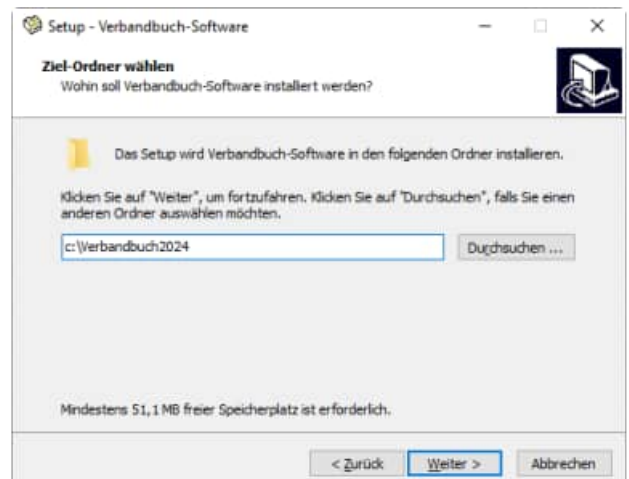 Setup - Verbandbuch-Software
Ziel-Ordner wählen
Wohin soll Verbandbuch-Software installiert werden?
Das Setup wird Verbandbuch-Software in den folgenden Ordner installieren.
Klicken Sie auf "Weiter", um fortzufahren. Klicken Sie auf "Durchsuchen", falls Sie einen
anderen Ordner auswählen möchten.
c:\Verbandbuch2024
Durchsuchen ...
Mindestens 51,1 MB freier Speicherplatz ist erforderlich.
< Zurück
Weiter >
Abbrechen